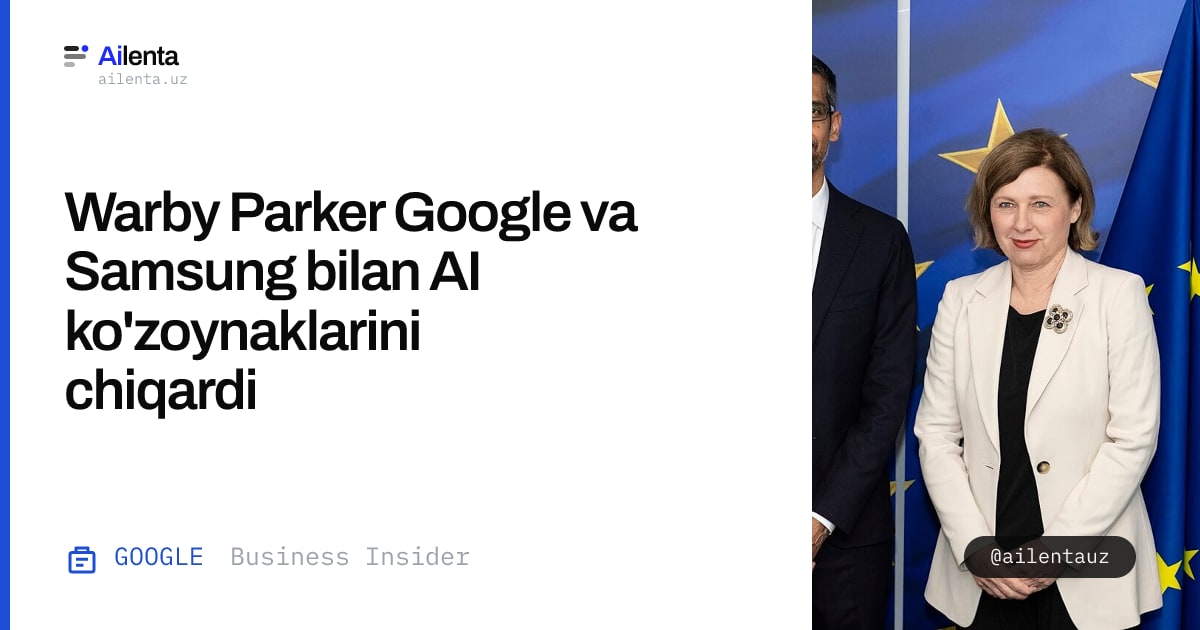 Ailenta
ailenta.uz
Warby Parker Google va
Samsung bilan AI
ko'zoynaklarini
chiqardi
GOOGLE Business Insider
@ailentauz